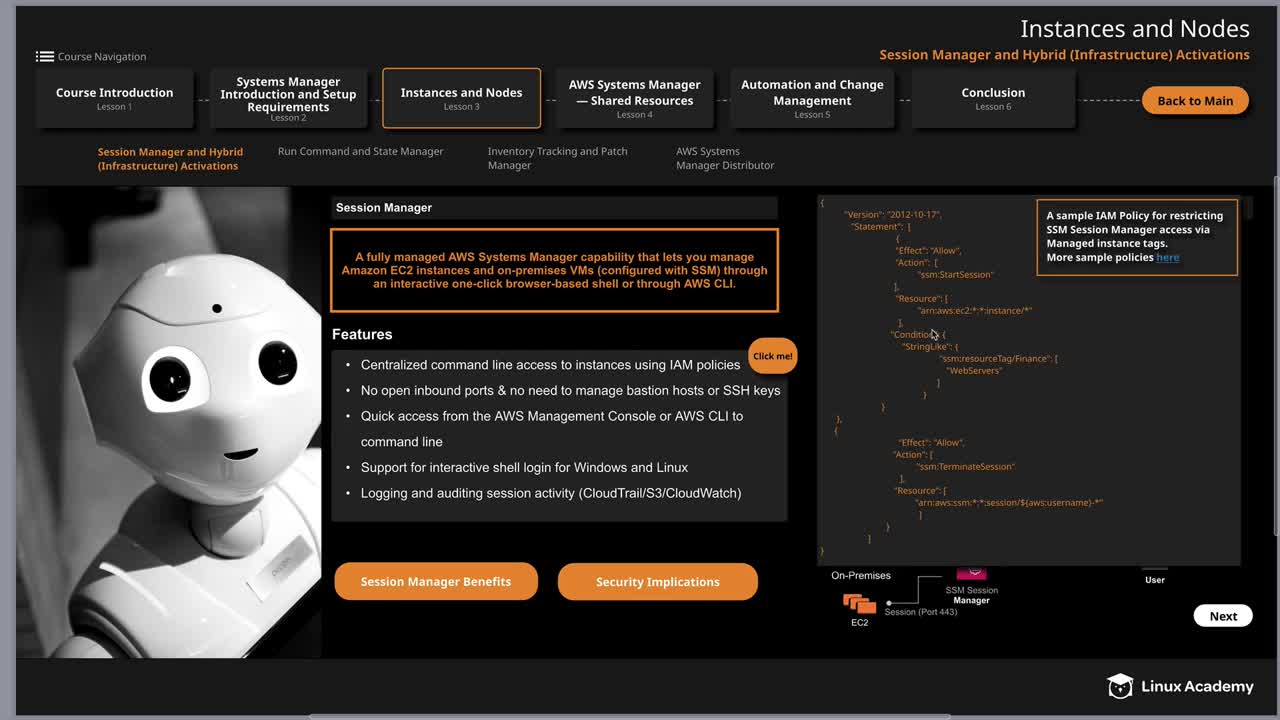 Instances and Nodes
Session Manager and Hybrid (Infrastructure) Activations
Course Navigation
Course Introduction
Lesson 1
Systems Manager
Introduction and Setup
Requirements
Lesson 2
Instances and Nodes
Lesson 3
AWS Systems Manager
— Shared Resources
Lesson 4
Automation and Change
Management
Lesson 5
Conclusion
Lesson 6
Back to Main
Session Manager and Hybrid
(Infrastructure) Activations
Run Command and State Manager
Inventory Tracking and Patch
Manager
AWS Systems
Manager Distributor
Session Manager
A fully managed AWS Systems Manager capability that lets you manage
Amazon EC2 instances and on-premises VMs (configured with SSM) through
an interactive one-click browser-based shell or through AWS CLI.
Features
Click me!
• Centralized command line access to instances using IAM policies
• No open inbound ports & no need to manage bastion hosts or SSH keys
• Quick access from the AWS Management Console or AWS CLI to
command line
• Support for interactive shell login for Windows and Linux
• Logging and auditing session activity (CloudTrail/S3/CloudWatch)
Session Manager Benefits
Security Implications
{
"Version": "2012-10-17",
"Statement": [
{
"Effect": "Allow",
"Action": [
"ssm:StartSession"
],
"Resource": [
"arn:aws:ec2:*:*:instance/*"
],
"Condition": {
"StringLike": {
"ssm:resourceTag/Finance": [
"WebServers"
]
}
}
},
{
"Effect": "Allow",
"Action": [
"ssm:TerminateSession"
],
"Resource": [
"arn:aws:ssm:*:*:session/${aws:username}-*"
]
}
]
}
A sample IAM Policy for restricting
SSM Session Manager access via
Managed instance tags.
More sample policies here
On-Premises
EC2
Session (Port 443)
SSM Session
Manager
User
Next
Linux Academy